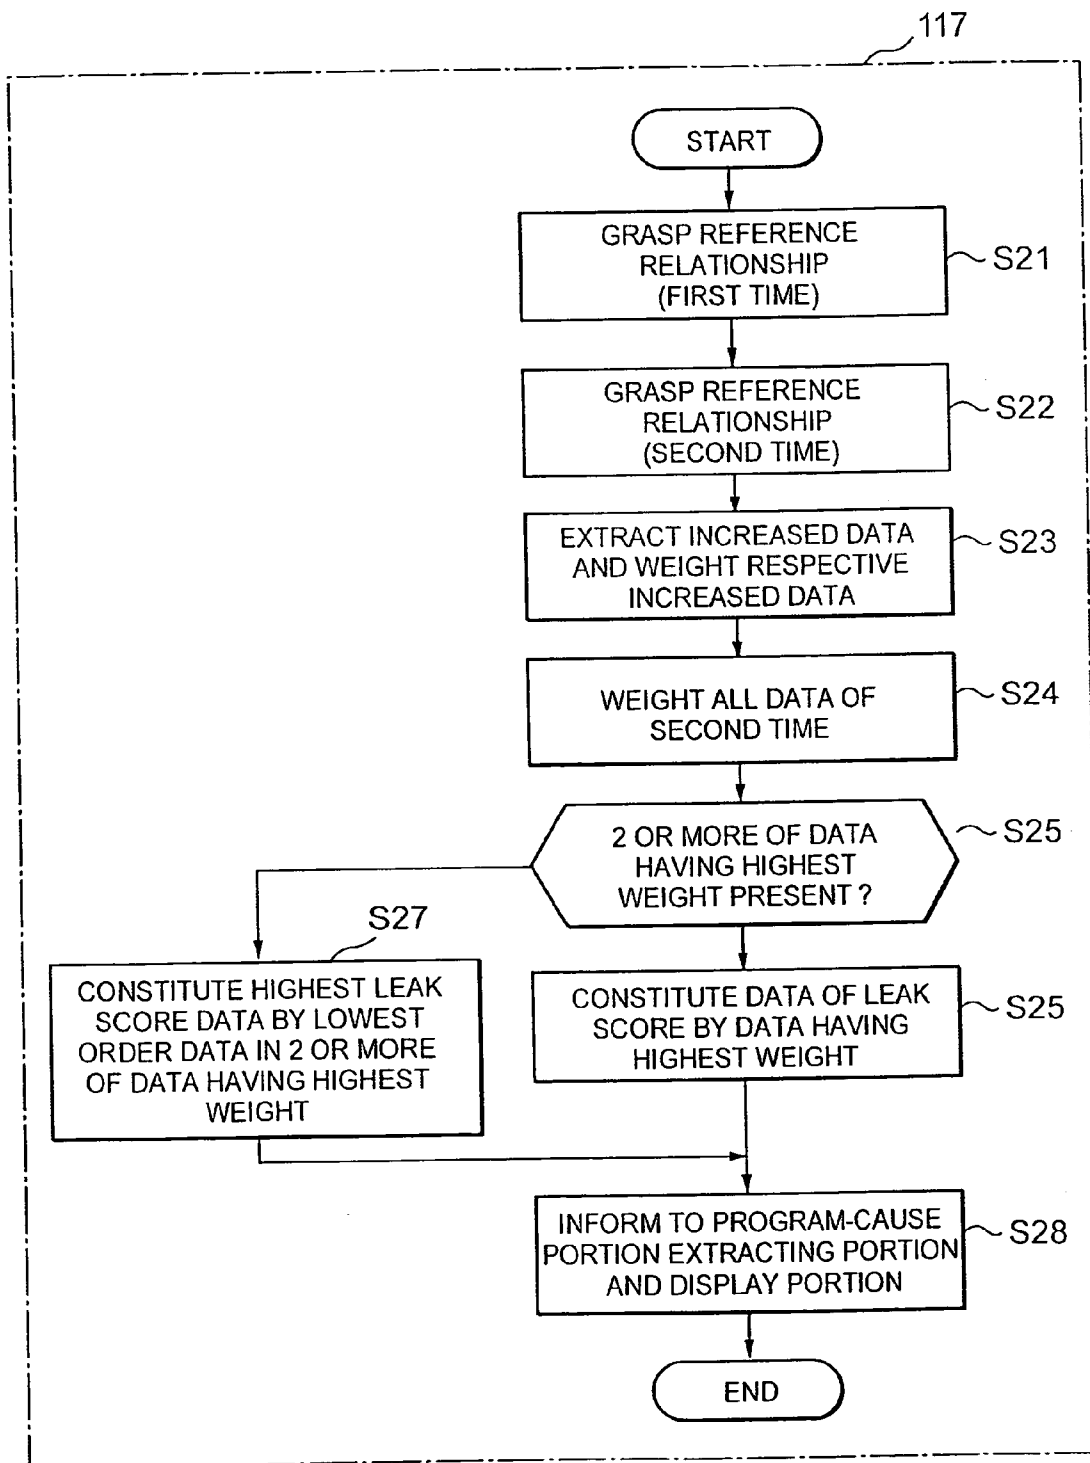 117
START
GRASP REFERENCE
RELATIONSHIP
(FIRST TIME)
S21
GRASP REFERENCE
RELATIONSHIP
(SECOND TIME)
S22
EXTRACT INCREASED DATA
AND WEIGHT RESPECTIVE
INCREASED DATA
S23
WEIGHT ALL DATA OF
SECOND TIME
S24
2 OR MORE OF DATA
HAVING HIGHEST
WEIGHT PRESENT ?
S25
S27
CONSTITUTE HIGHEST LEAK
SCORE DATA BY LOWEST
ORDER DATA IN 2 OR MORE
OF DATA HAVING HIGHEST
WEIGHT
CONSTITUTE DATA OF LEAK
SCORE BY DATA HAVING
HIGHEST WEIGHT
S25
INFORM TO PROGRAM-CAUSE
PORTION EXTRACTING PORTION
AND DISPLAY PORTION
S28
END